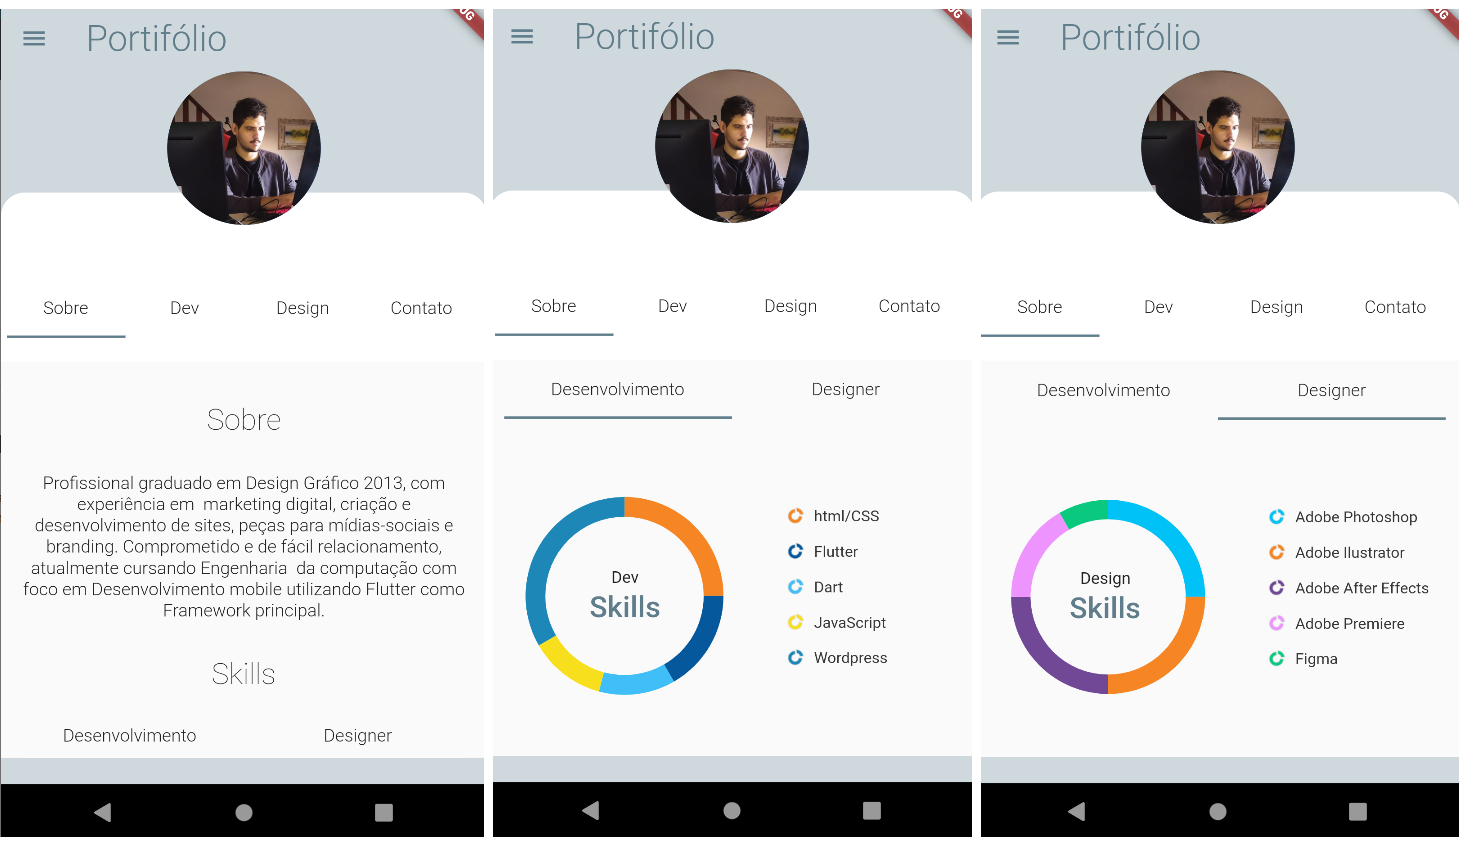 Portifólio
Sobre
Dev
Design
Contato
Sobre
Profissional graduado em Design Gráfico 2013, com
experiência em  marketing digital, criação e
desenvolvimento de sites, peças para mídias-sociais e
branding. Comprometido e de fácil relacionamento,
atualmente cursando Engenharia  da computação com
foco em Desenvolvimento mobile utilizando Flutter como
Framework principal.
Skills
Desenvolvimento
Designer
Portifólio
Sobre
Dev
Design
Contato
Desenvolvimento
Designer
Dev
Skills
html/CSS
Flutter
Dart
JavaScript
Wordpress
Portifólio
Sobre
Dev
Design
Contato
Desenvolvimento
Designer
Design
Skills
Adobe Photoshop
Adobe Ilustrator
Adobe After Effects
Adobe Premiere
Figma